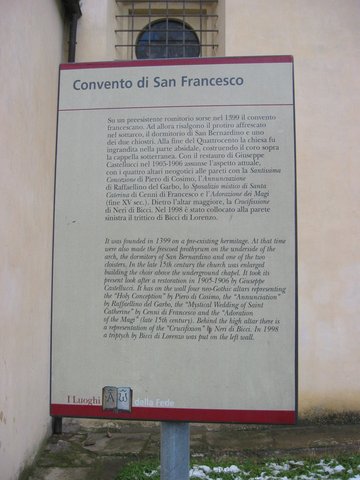 Convento di San Francesco
Su un preesistente romitorio sorse nel 1399 il convento
francescano. Ad allora risalgono il protiro affrescato
nel sottarco, il dormitorio di San Bernardino e uno
dei due chiostri. Alla fine del Quattrocento la chiesa fu
ingrandita nella parte absidale, costruendo il coro sopra
la cappella sotterranea. Con il restauro di Giuseppe
Castellucci nel 1905-1906 assunse l'aspetto attuale,
con i quattro altari neogotici alle pareti con la Santissima
Concezione di Piero di Cosimo, l'Annunciazione
di Raffaellino del Garbo, lo Sposalizio mistico di Santa
Caterina di Cenni di Francesco e l'Adorazione dei Magi
(fine XV sec.). Dietro l'altar maggiore, la Crucifissione
di Neri di Bicci. Nel 1998 è stato collocato alla parete
sinistra il trittico di Bicci di Lorenzo.
It was founded in 1399 on a pre-existing hermitage. At that time
were also made the frescoed prothyrum on the underside of the
arch, the dormitory of San Bernardino and one of the two
cloisters. In the late 15th century the church was enlarged
building the choir above the underground chapel. It took its
present look after a restoration in 1905-1906 by Giuseppe
Castellucci. It has on the wall four neo-Gothic altars representing
the "Holy Conception" by Piero di Cosimo, the "Annunciation"
by Raffaellino del Garbo, the "Mystical Wedding of Saint
Catherine" by Cenni di Francesco and the "Adoration
of the Magi" (late 15th century). Behind the high altar there is
a representation of the "Crucifixion" by Neri di Bicci. In 1998
a triptych by Bicci di Lorenzo was put on the left wall.
I Luoghi della Fede